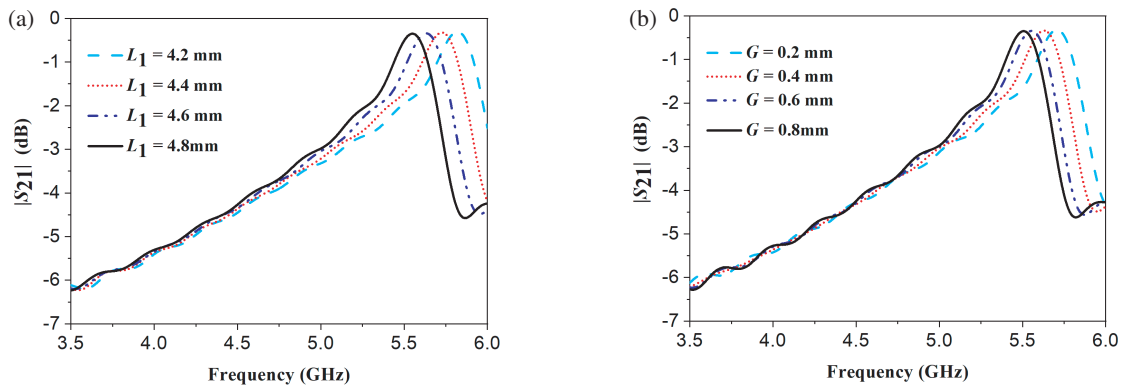 (a)
0
-1
-2
-3
-4
-5
-6
-7
|S21| (dB)
L1 = 4.2 mm
L1 = 4.4 mm
L1 = 4.6 mm
L1 = 4.8mm
3.5 4.0 4.5 5.0 5.5 6.0
Frequency (GHz)
(b)
0
-1
-2
-3
-4
-5
-6
-7
|S21| (dB)
G = 0.2 mm
G = 0.4 mm
G = 0.6 mm
G = 0.8mm
3.5 4.0 4.5 5.0 5.5 6.0
Frequency (GHz)